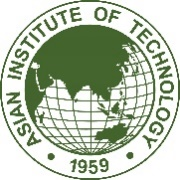 ASIAN INSTITUTE OF TECHNOLOGY
• 1959 •